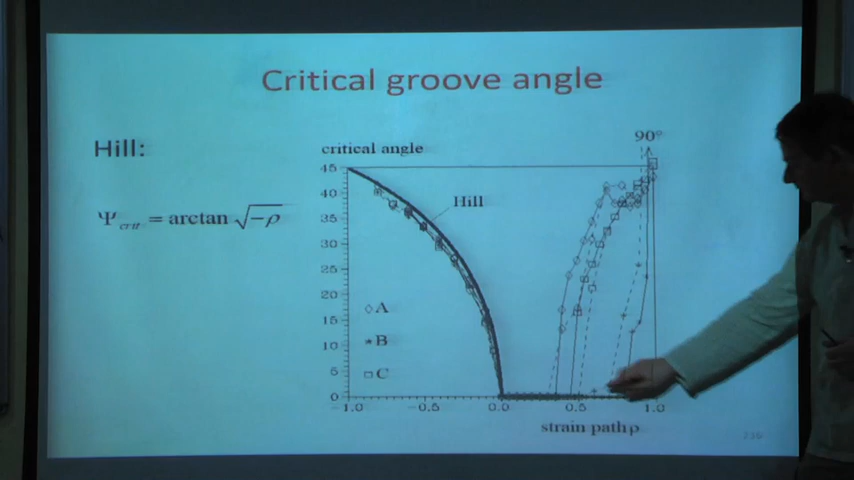 Critical groove angle
Hill:
Ψcrit = arctan √−ρ
critical angle
90°
45
40
35
30
25
20
15
10
5
0
Hill
A
B
C
−1.0 −0.5 0.0 0.5 1.0
strain path ρ
236